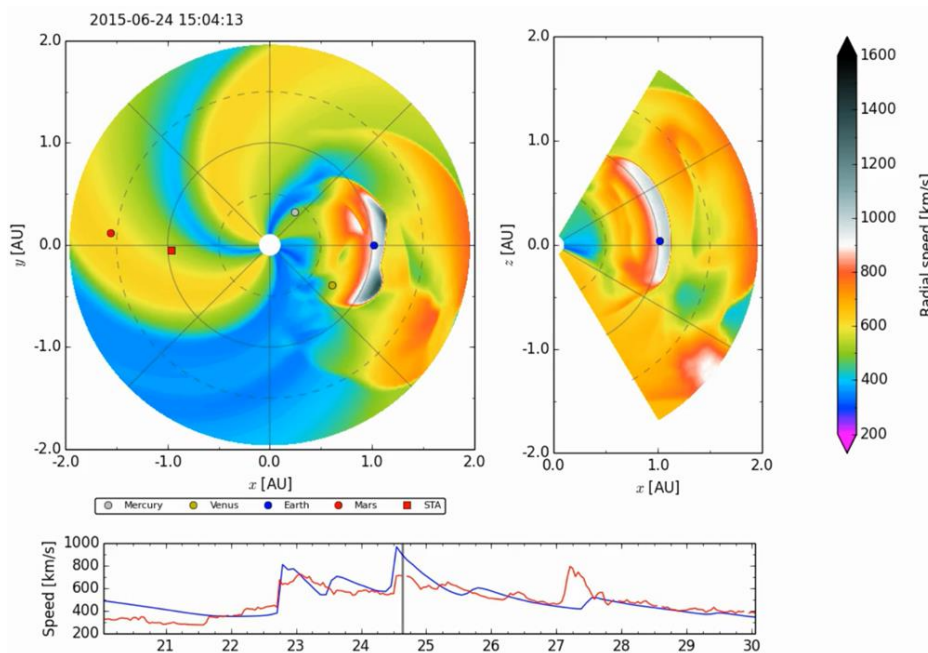 2015-06-24 15:04:13
2.0
1.0
0.0
-1.0
-2.0
y [AU]
-2.0 -1.0 0.0 1.0 2.0
x [AU]
2.0
1.0
0.0
-1.0
-2.0
z [AU]
0.0 1.0 2.0
x [AU]
1600
1400
1200
1000
800
600
400
200
Radial speed [km/s]
Mercury Venus Earth Mars STA
1000
800
600
400
200
Speed [km/s]
21 22 23 24 25 26 27 28 29 30